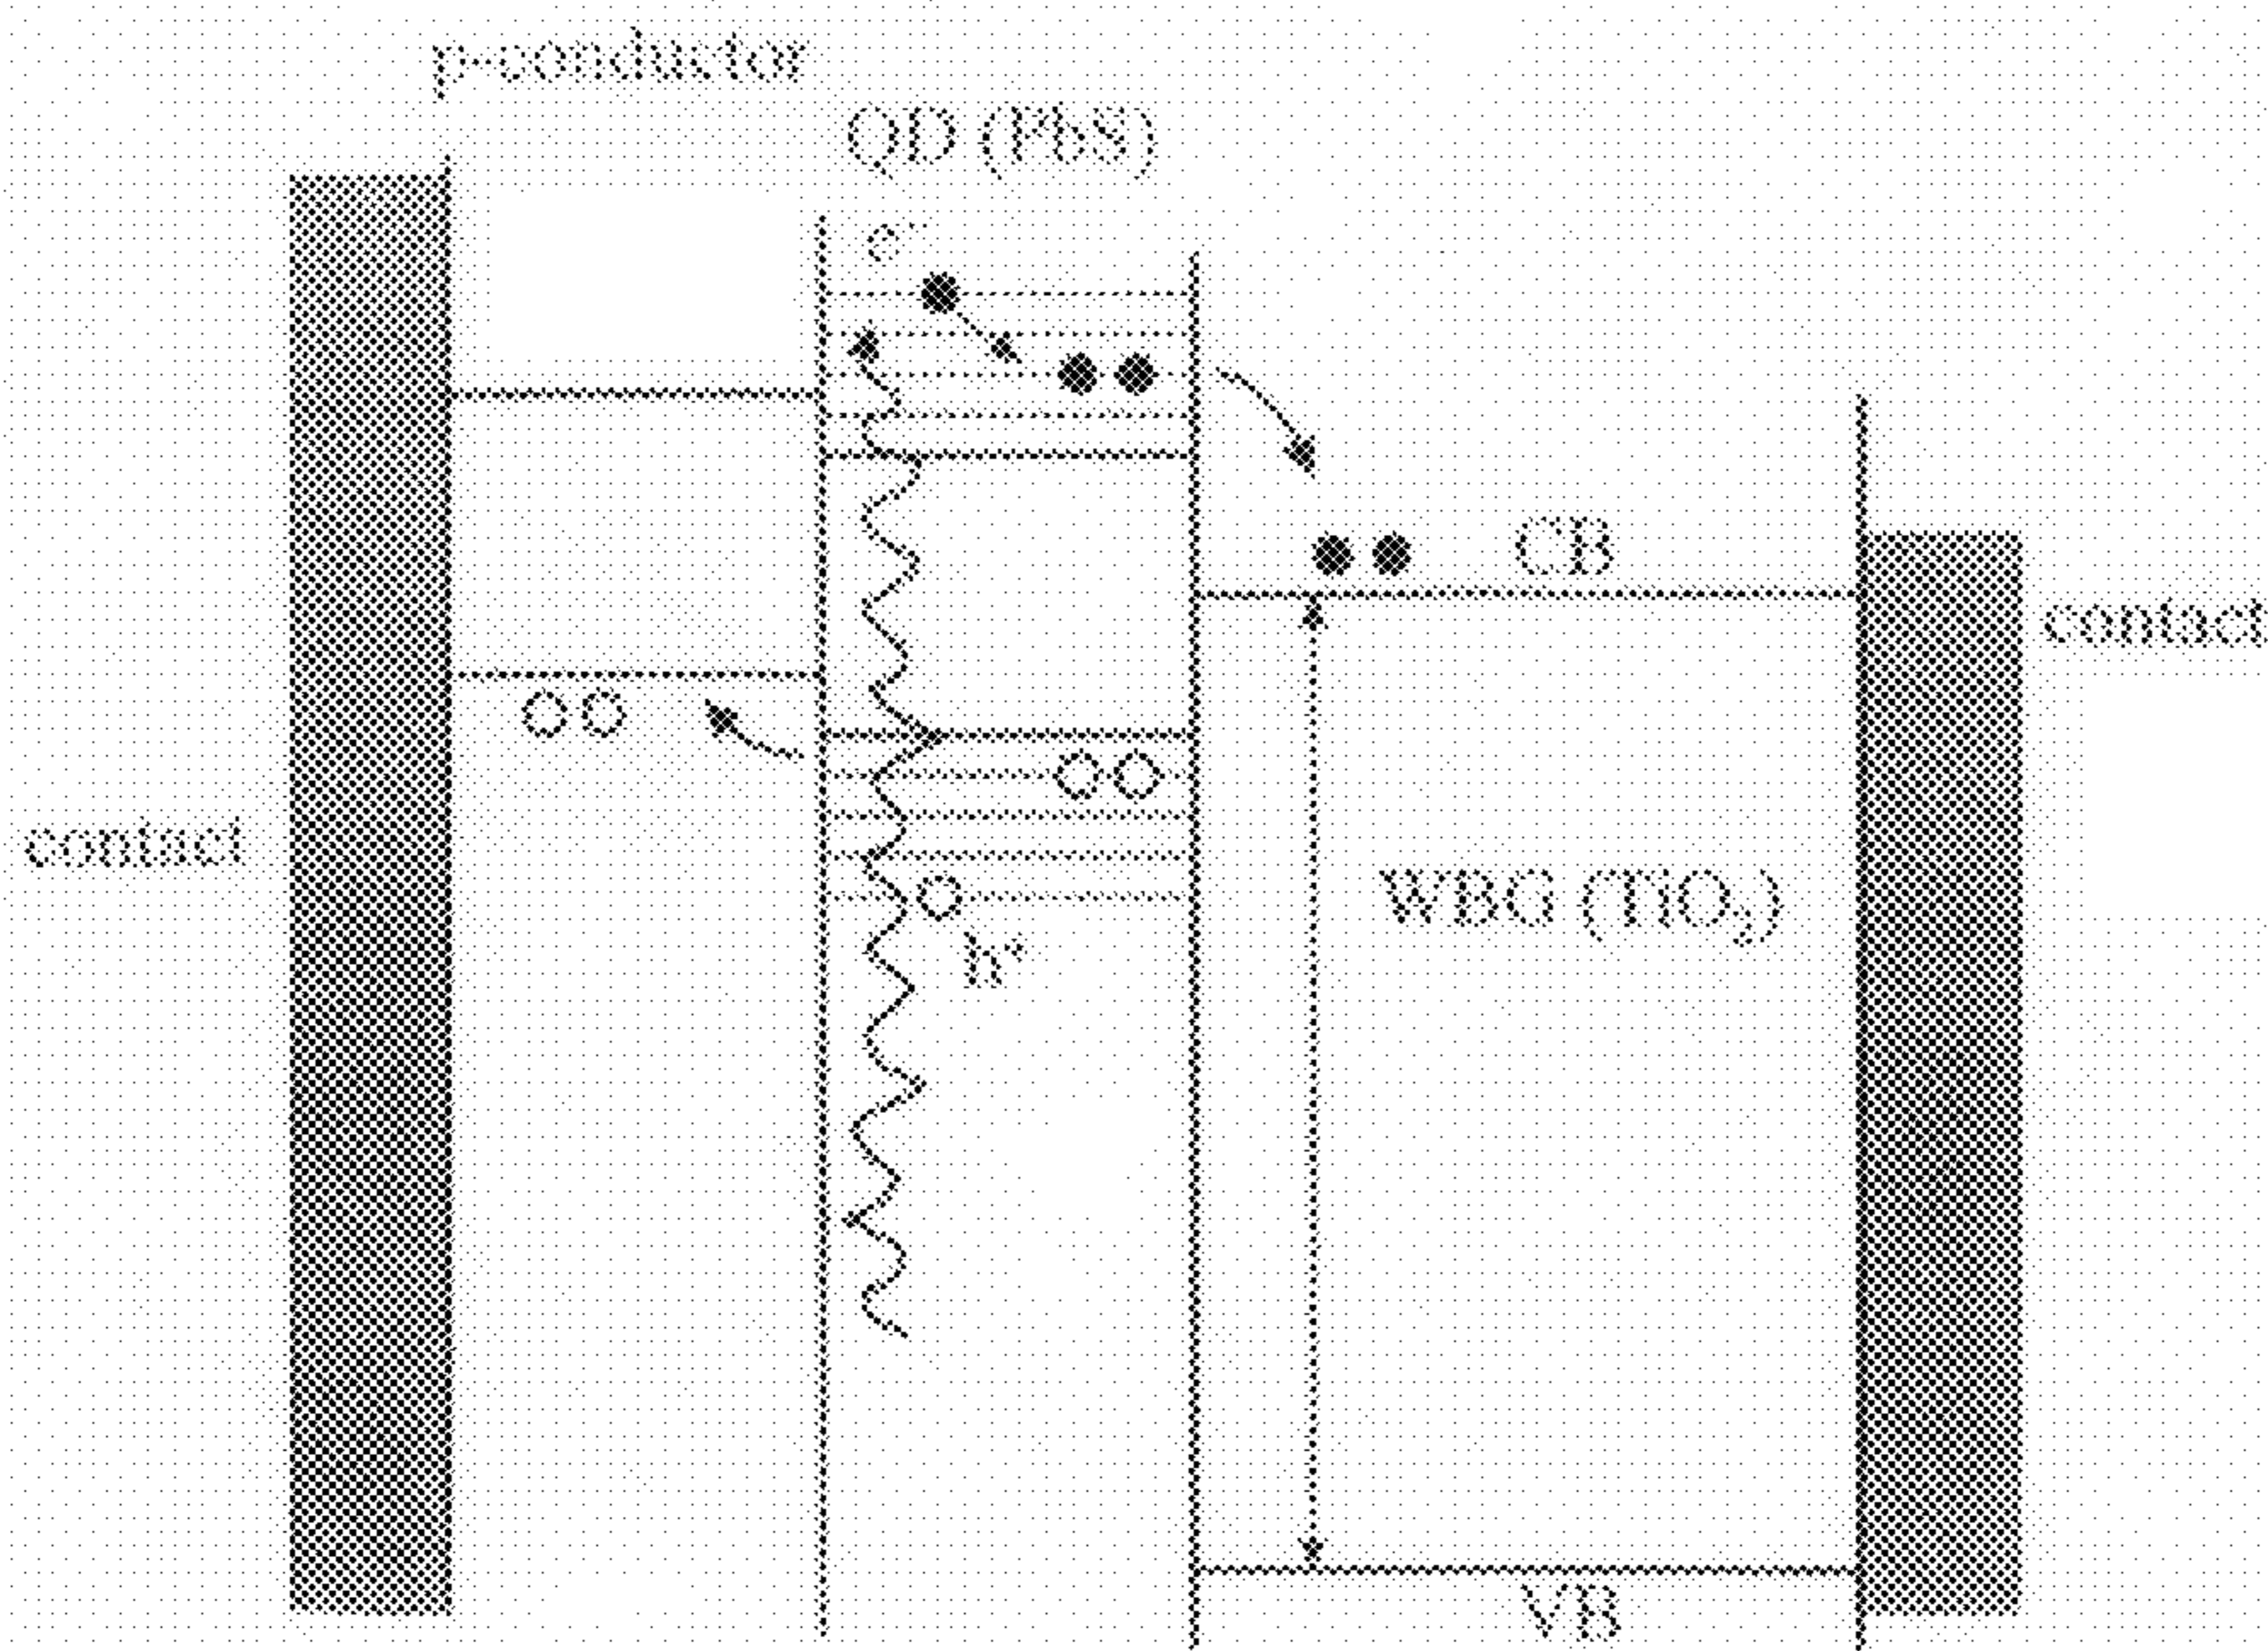 p-conductor
QD (PbS)
e⁻
CB
contact
contact
WBG (TiO₂)
h⁺
VB